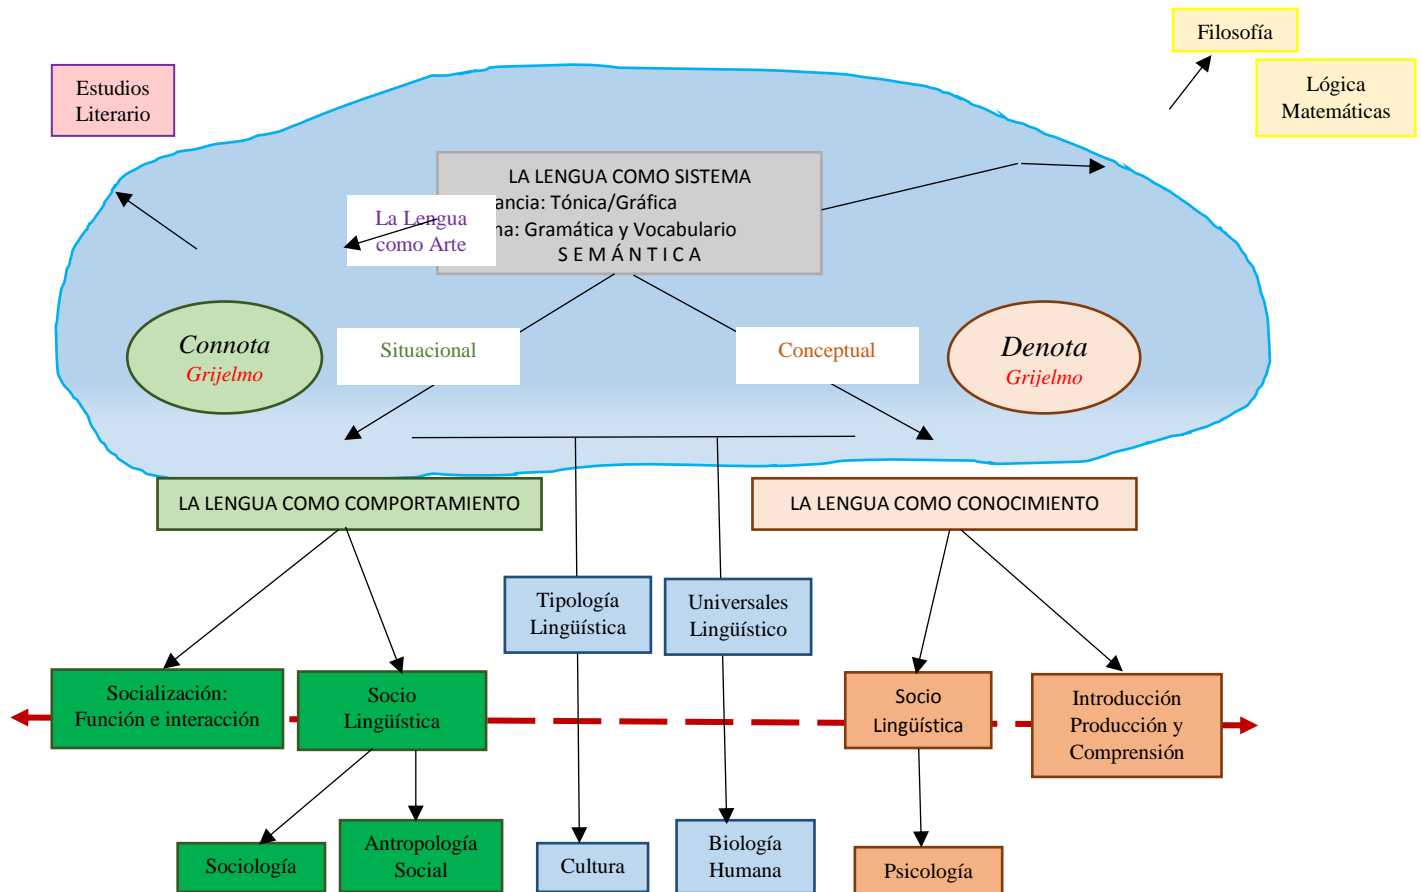 Filosofía
Estudios
Literario
Lógica
Matemáticas
LA LENGUA COMO SISTEMA
ancia: Tónica/Gráfica
na: Gramática y Vocabulario
S E M Á N T I C A
La Lengua
como Arte
Connota
Grijelmo
Situacional
Conceptual
Denota
Grijelmo
LA LENGUA COMO COMPORTAMIENTO
LA LENGUA COMO CONOCIMIENTO
Tipología
Lingüística
Universales
Lingüístico
Socialización:
Función e interacción
Socio
Lingüística
Socio
Lingüística
Introducción
Producción y
Comprensión
Sociología
Antropología
Social
Cultura
Biología
Humana
Psicología